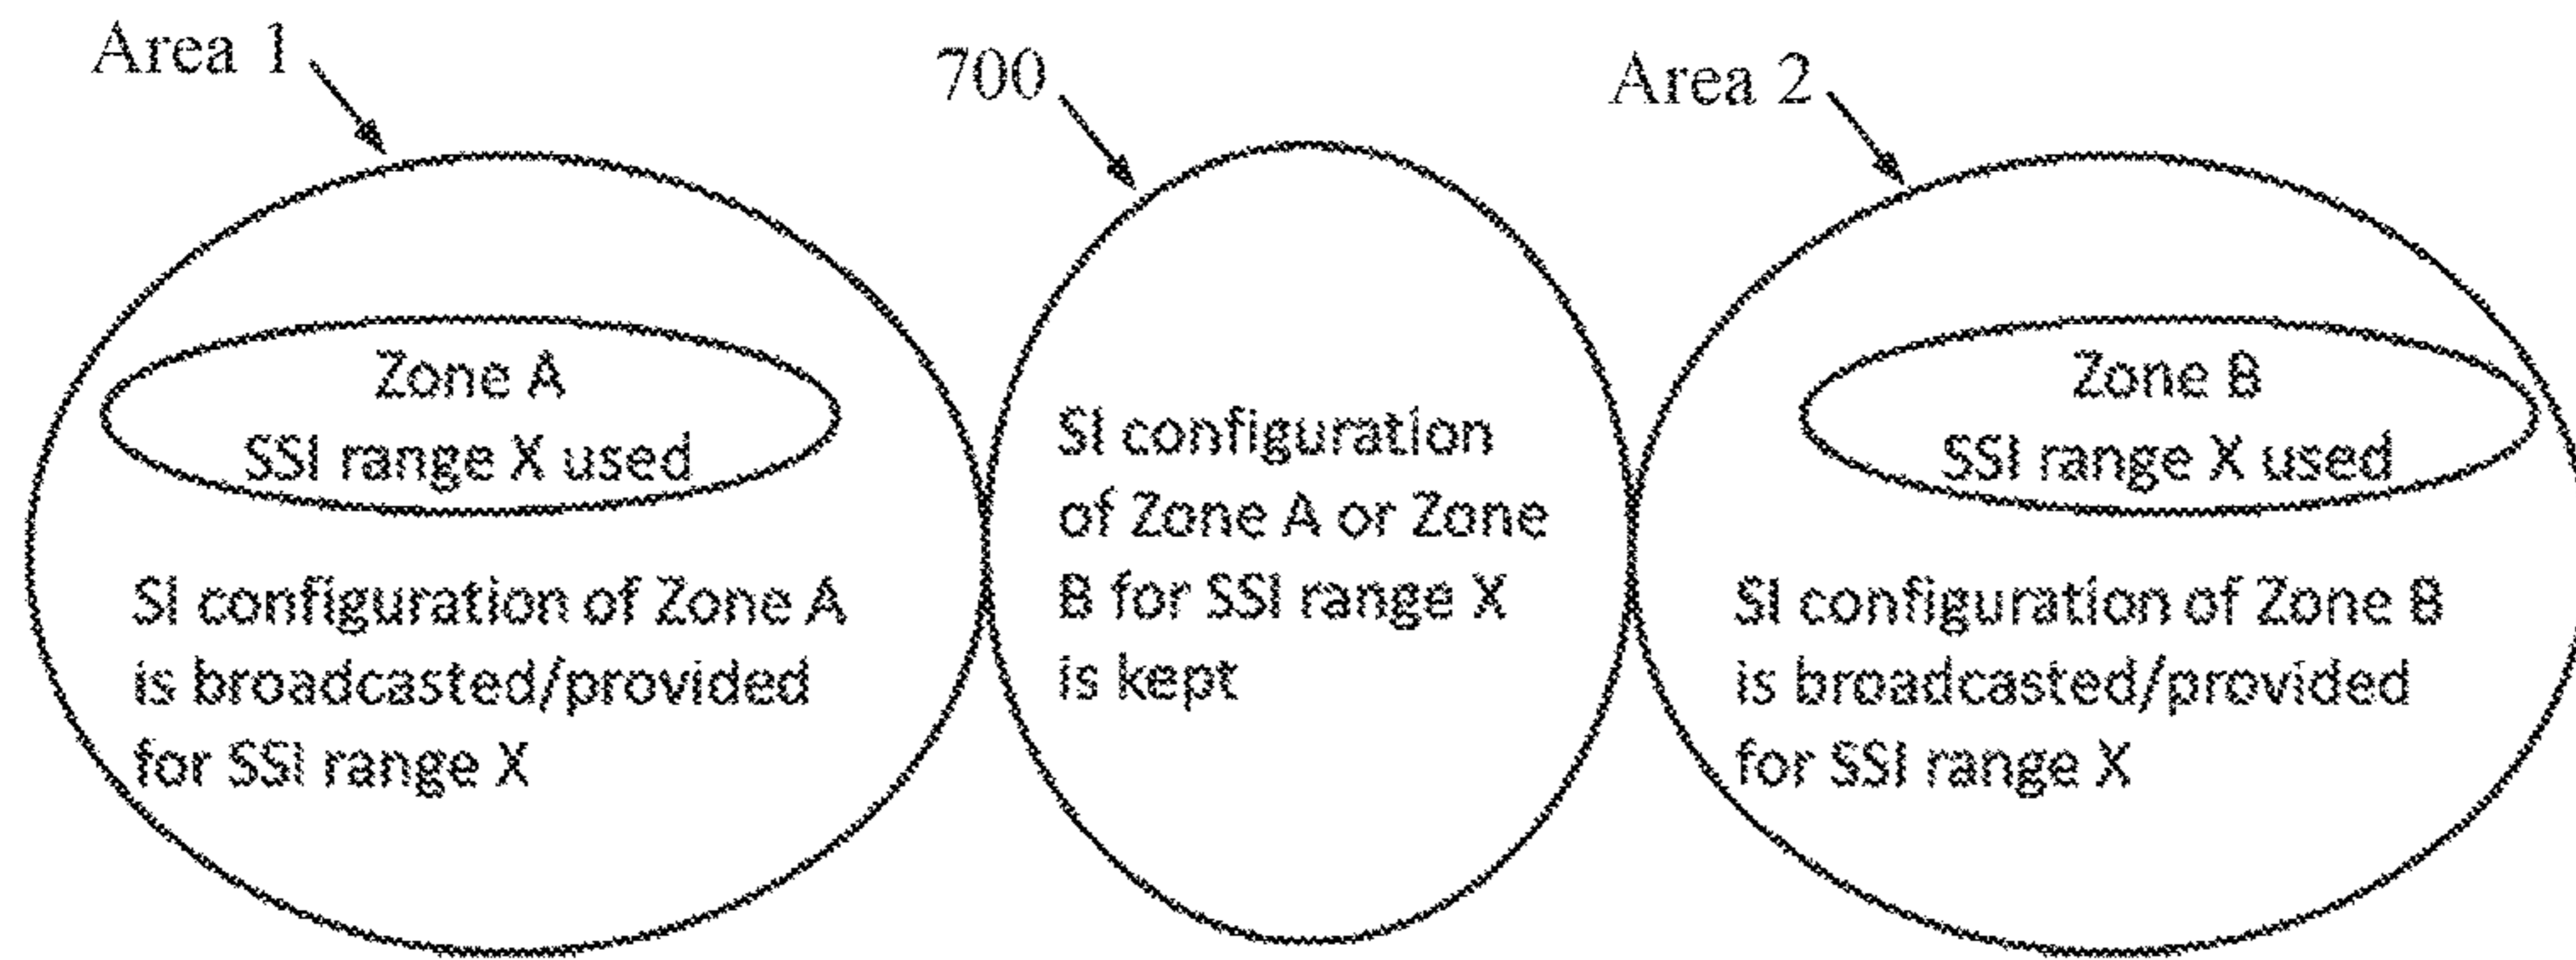 Area 1
700
Area 2
Zone A
SSI range X used
SI configuration of Zone A
is broadcasted/provided
for SSI range X
SI configuration
of Zone A or Zone
B for SSI range X
is kept
Zone B
SSI range X used
SI configuration of Zone B
is broadcasted/provided
for SSI range X